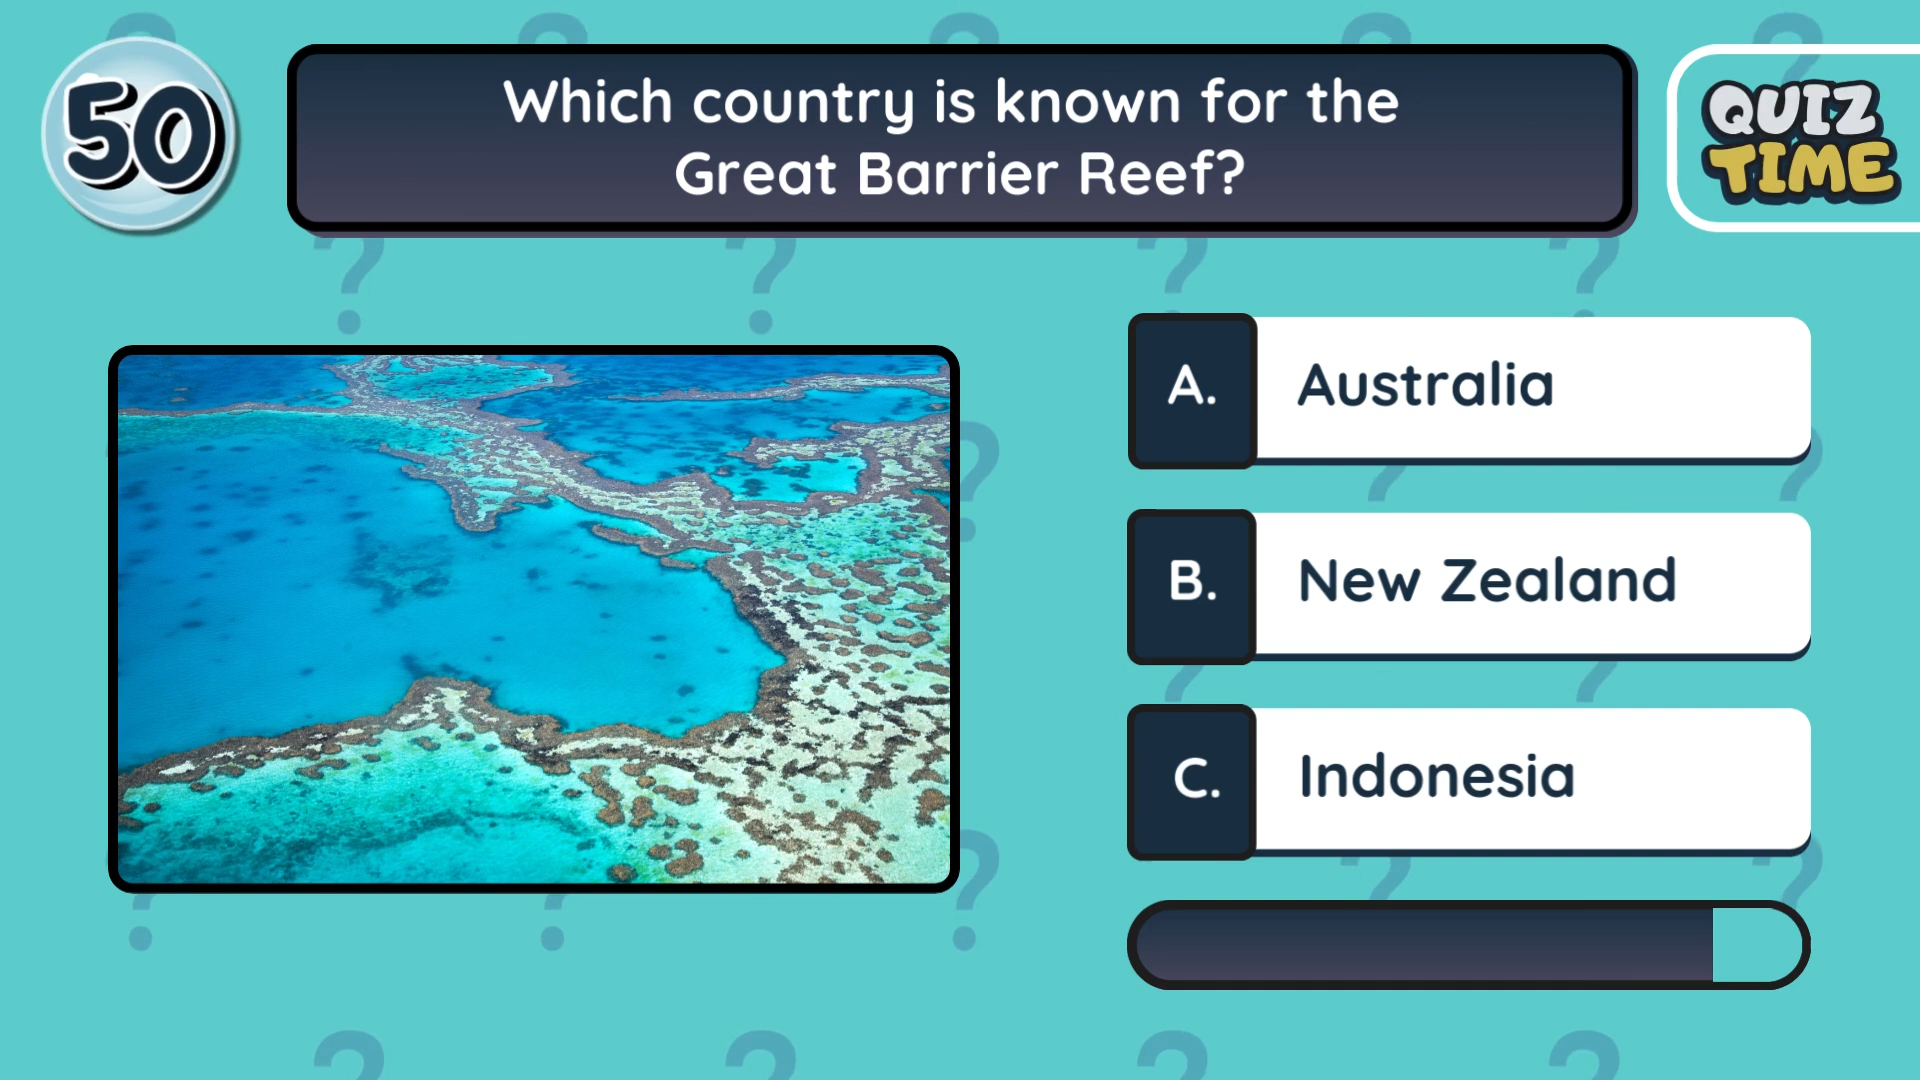 50
Which country is known for the
Great Barrier Reef?
QUIZ
TIME
A. Australia
B. New Zealand
C. Indonesia